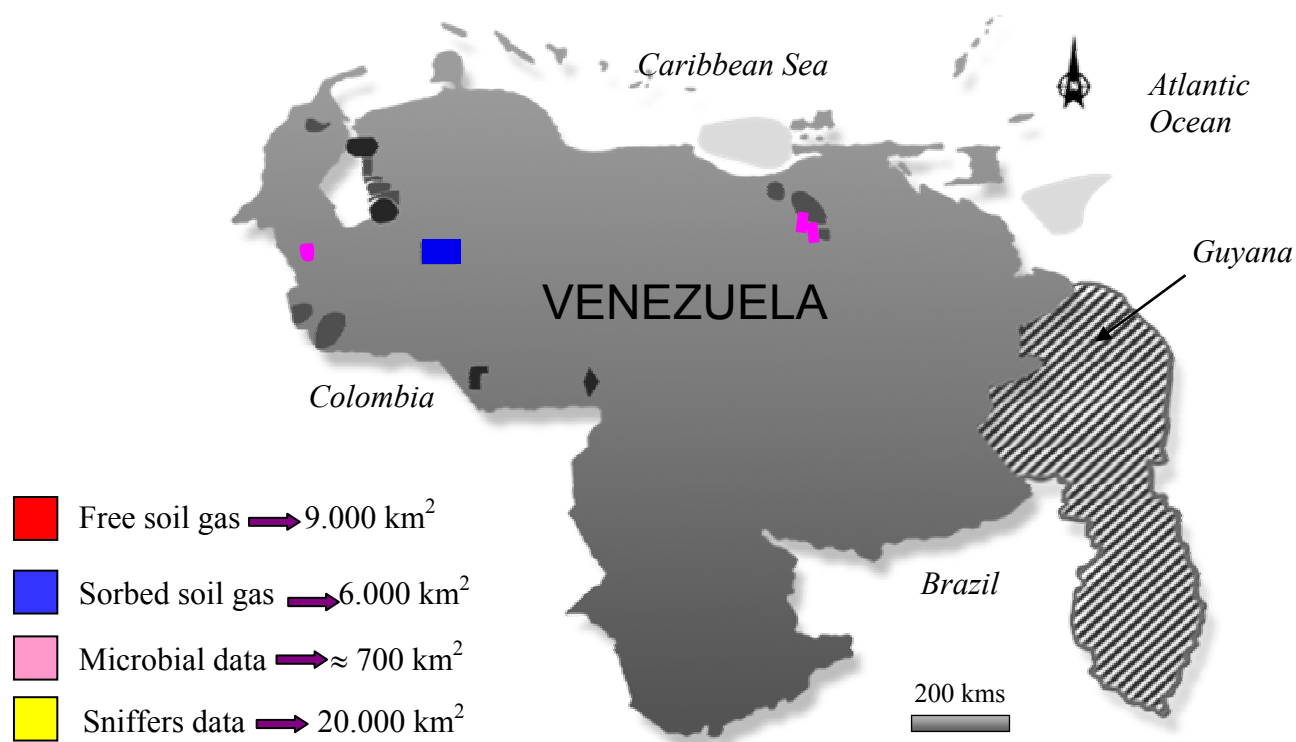 Caribbean Sea
Atlantic
Ocean
Guyana
VENEZUELA
Colombia
Free soil gas 9.000 km²
Sorbed soil gas 6.000 km²
Microbial data ≈ 700 km²
Sniffers data 20.000 km²
Brazil
200 kms